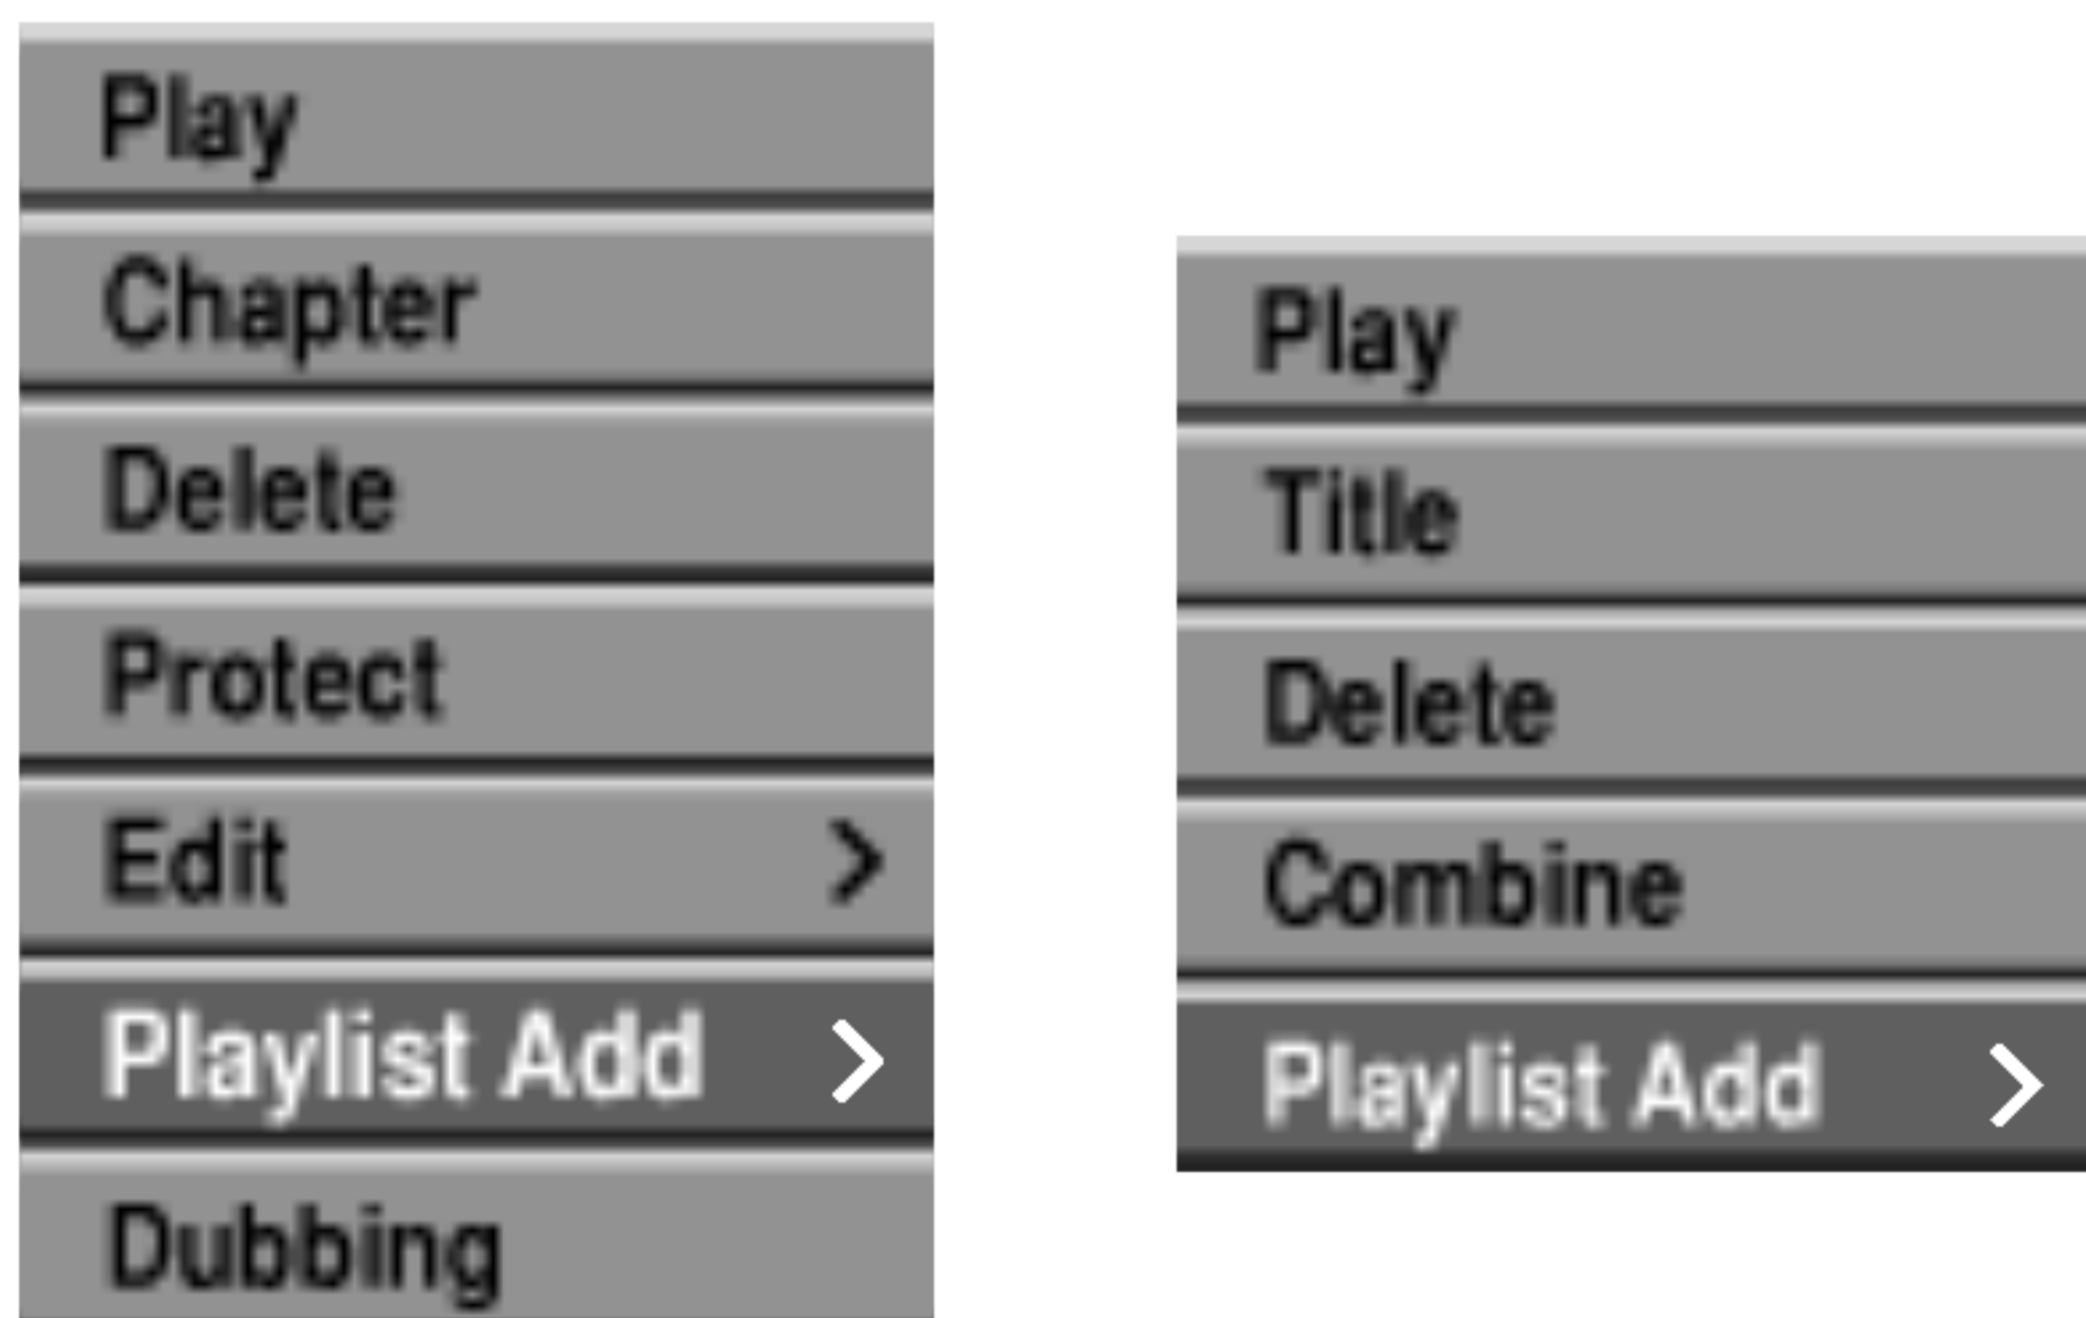 Play
Chapter
Delete
Protect
Edit >
Playlist Add >
Dubbing
Play
Title
Delete
Combine
Playlist Add >